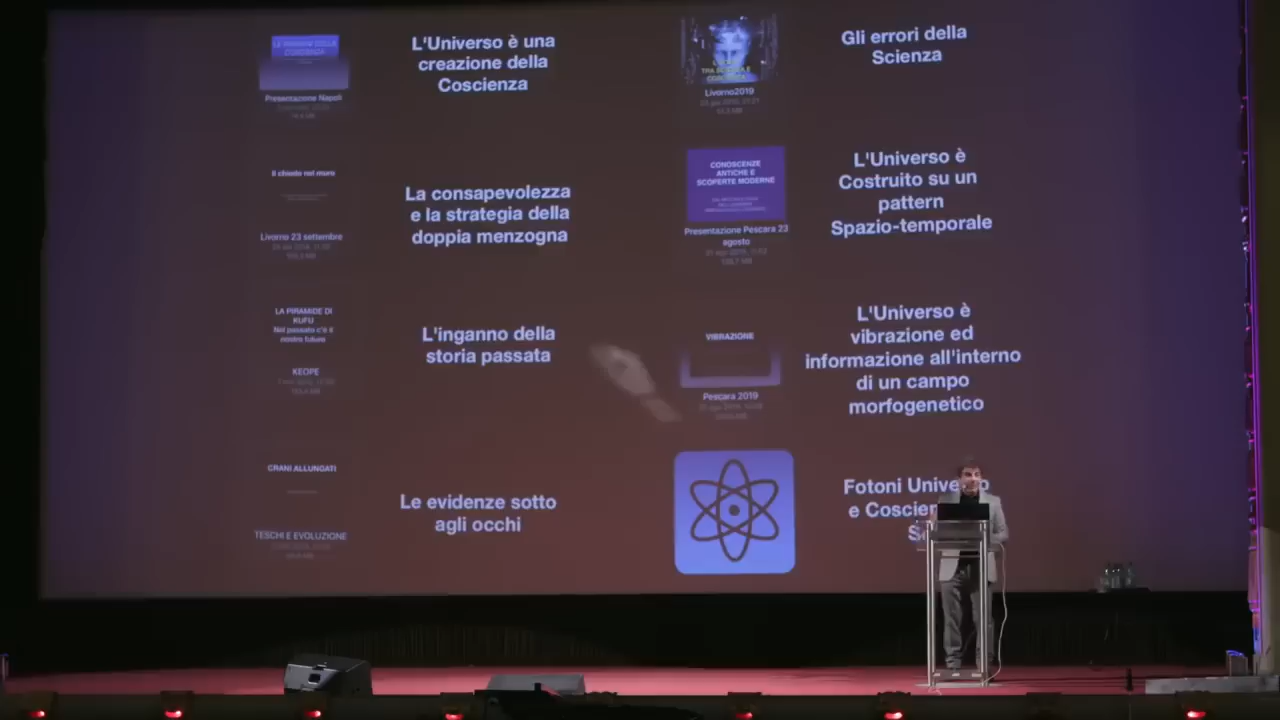 L'Universo è una
creazione della
Coscienza
Presentazione Napoli
Gli errori della
Scienza
Livorno2019
Il chiodo nel muro
Livorno 23 settembre
La consapevolezza
e la strategia della
doppia menzogna
CONOSCENZE
ANTICHE E
SCOPERTE MODERNE
Presentazione Pescara 23
agosto
L'Universo è
Costruito su un
pattern
Spazio-temporale
LA PIRAMIDE DI
KUFU
Nel passato c'è il
nostro futuro
KEOPE
L'inganno della
storia passata
VIBRAZIONE
Pescara 2019
L'Universo è
vibrazione ed
informazione all'interno
di un campo
morfogenetico
CRANI ALLUNGATI
TESCHI E EVOLUZIONE
Le evidenze sotto
agli occhi
Fotoni
e